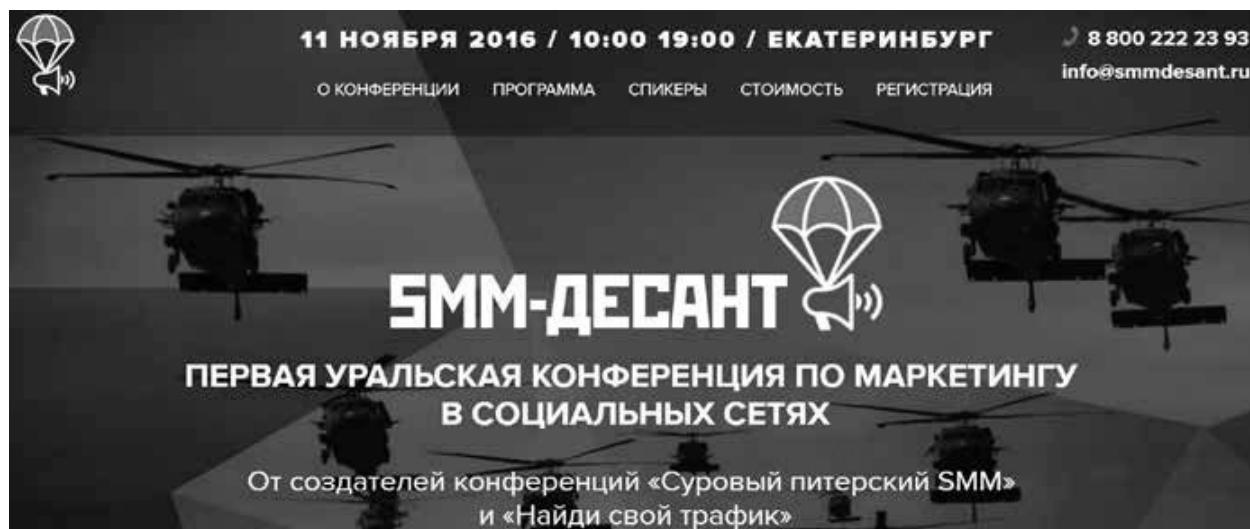 11 НОЯБРЯ 2016 / 10:00 19:00 / ЕКАТЕРИНБУРГ
8 800 222 23 93
info@smmdesant.ru
О КОНФЕРЕНЦИИ ПРОГРАММА СПИКЕРЫ СТОИМОСТЬ РЕГИСТРАЦИЯ
SMM-ДЕСАНТ
ПЕРВАЯ УРАЛЬСКАЯ КОНФЕРЕНЦИЯ ПО МАРКЕТИНГУ
В СОЦИАЛЬНЫХ СЕТЯХ
От создателей конференций «Суровый питерский SMM»
и «Найди свой трафик»